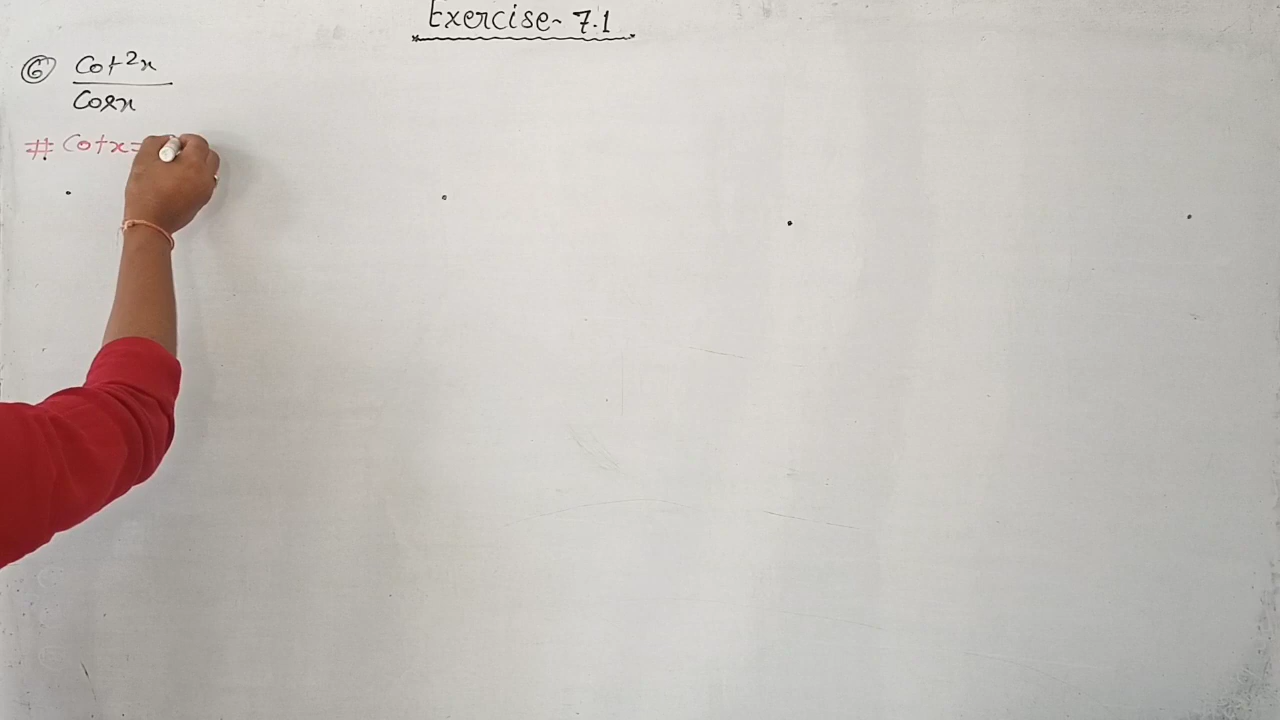 Exercise- 7.1
⑥ Cot²x
Cosx
# Cotx=